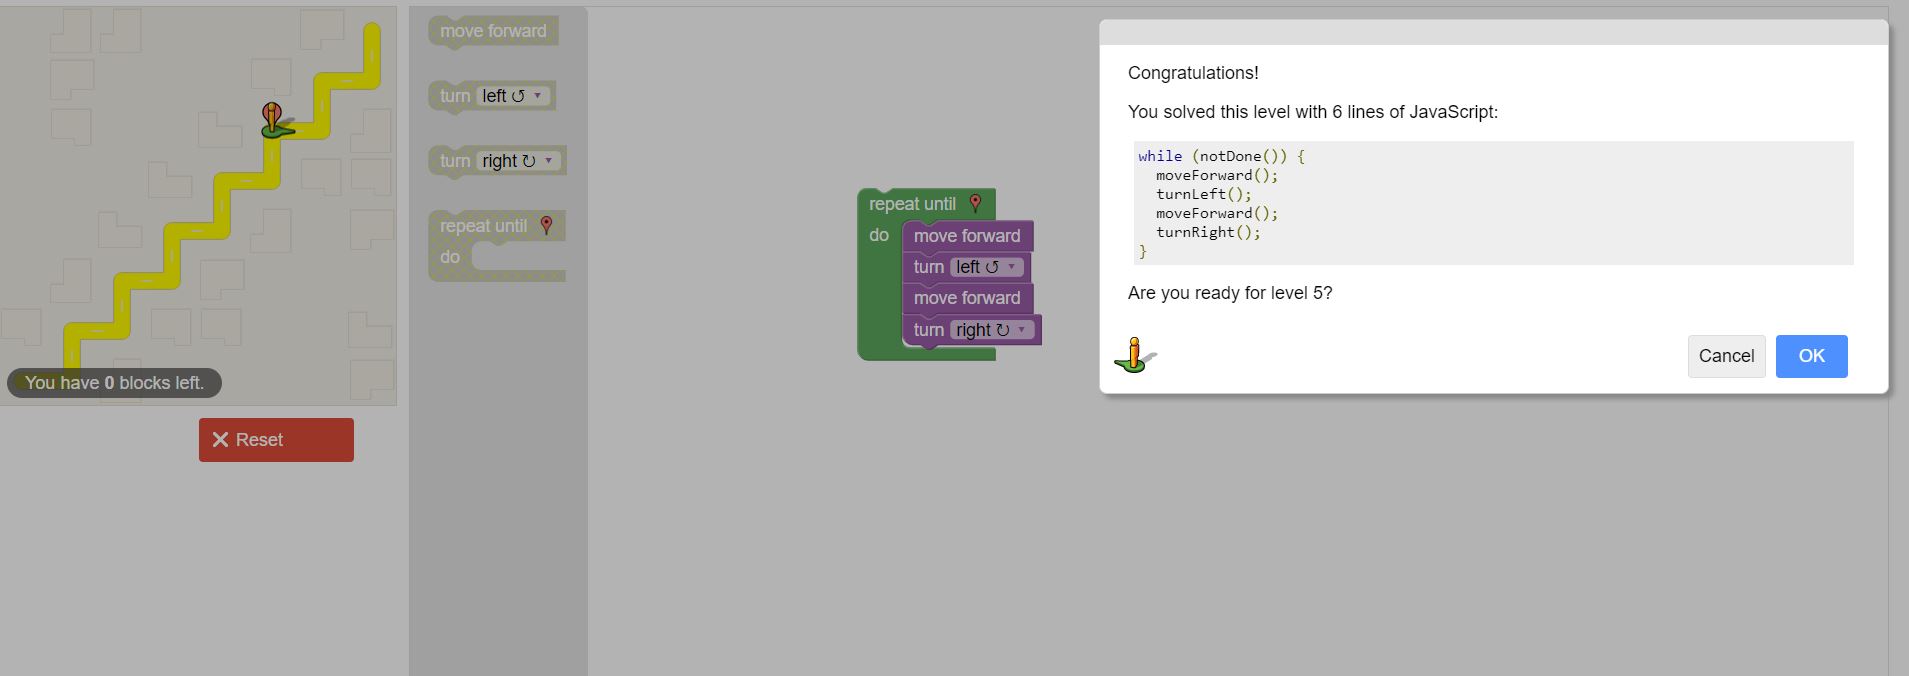 You have 0 blocks left.
Reset
move forward
turn left ↺ ▾
turn right ↻ ▾
repeat until
do
repeat until
do
move forward
turn left ↺ ▾
move forward
turn right ↻ ▾
Congratulations!
You solved this level with 6 lines of JavaScript:
while (notDone()) {
  moveForward();
  turnLeft();
  moveForward();
  turnRight();
}
Are you ready for level 5?
Cancel
OK